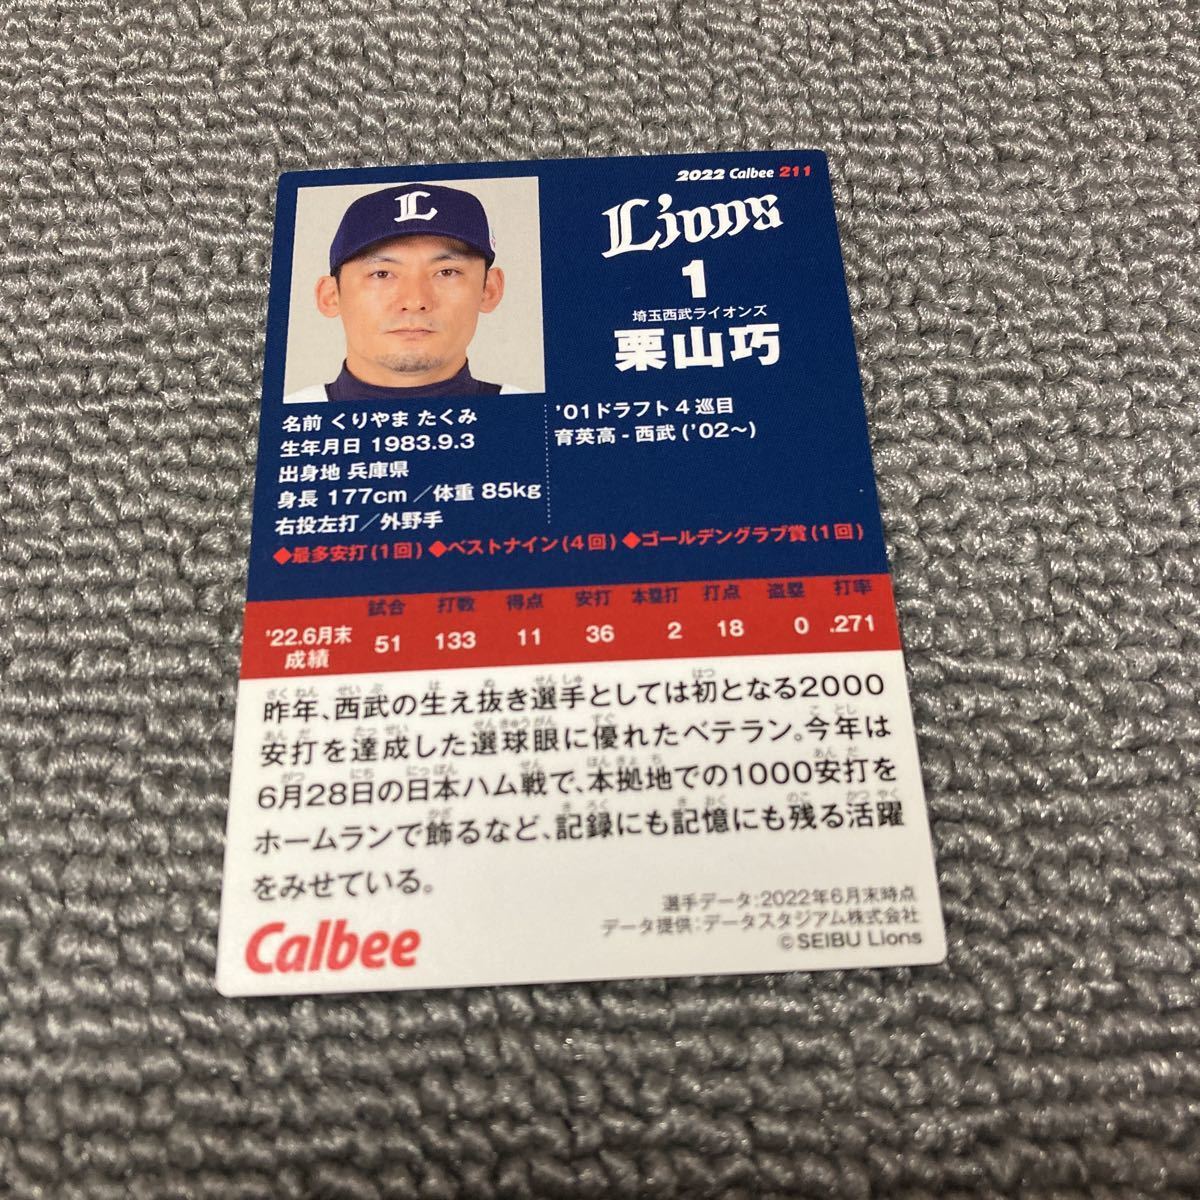 2022 Calbee 211
L
Lions
1
埼玉西武ライオンズ
栗山巧
名前 くりやま たくみ
生年月日 1983.9.3
出身地 兵庫県
身長 177cm ／体重 85kg
右投左打／外野手
'01ドラフト4巡目
育英高 - 西武 ('02～)
◆最多安打(1回) ◆ベストナイン(4回) ◆ゴールデングラブ賞(1回)
試合 打数 得点 安打 本塁打 打点 盗塁 打率
'22.6月末成績 51 133 11 36 2 18 0 .271
昨年、西武の生え抜き選手としては初となる2000
安打を達成した選球眼に優れたベテラン。今年は
6月28日の日本ハム戦で、本拠地での1000安打を
ホームランで飾るなど、記録にも記憶にも残る活躍
をみせている。
選手データ:2022年6月末時点
データ提供:データスタジアム株式会社
©SEIBU Lions
Calbee